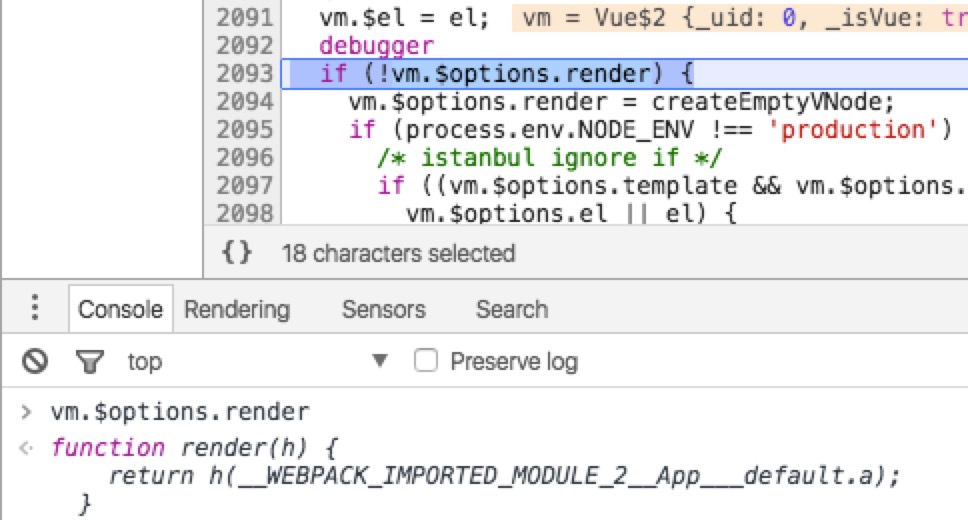 2091 vm.$el = el; vm = Vue$2 {_uid: 0, _isVue: tr
2092 debugger
2093 if (!vm.$options.render) {
2094 vm.$options.render = createEmptyVNode;
2095 if (process.env.NODE_ENV !== 'production')
2096 /* istanbul ignore if */
2097 if ((vm.$options.template && vm.$options.
2098 vm.$options.el || el) {
{} 18 characters selected
Console Rendering Sensors Search
top ▼ Preserve log
> vm.$options.render
function render(h) {
return h(__WEBPACK_IMPORTED_MODULE_2__App___default.a);
}